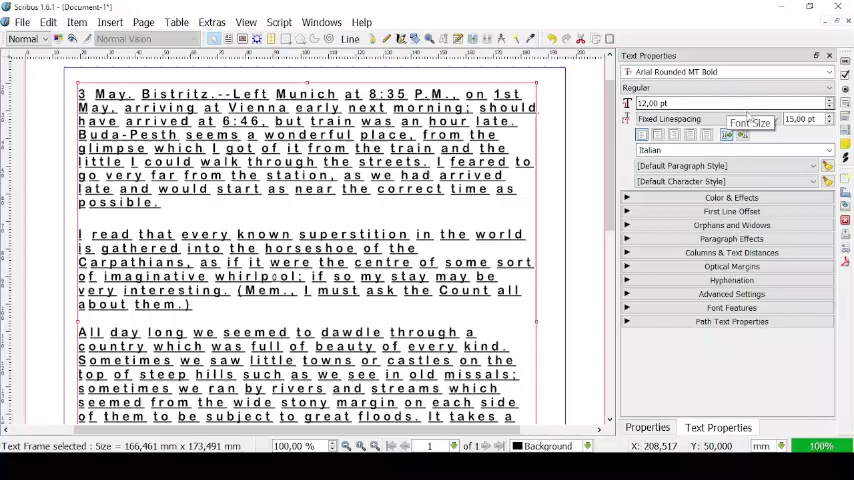 Scribus 1.6.1 - [Document-1*]
File Edit Item Insert Page Table Extras View Script Windows Help
Normal Normal Vision Line
Text Properties
Arial Rounded MT Bold
Regular
12,00 pt
Fixed Linespacing 15,00 pt
Font Size
Italian
[Default Paragraph Style]
[Default Character Style]
Color & Effects
First Line Offset
Orphans and Widows
Paragraph Effects
Columns & Text Distances
Optical Margins
Hyphenation
Advanced Settings
Font Features
Path Text Properties
3 May. Bistritz.--Left Munich at 8:35 P.M., on 1st
May, arriving at Vienna early next morning; should
have arrived at 6:46, but train was an hour late.
Buda-Pesth seems a wonderful place, from the
glimpse which I got of it from the train and the
little I could walk through the streets. I feared to
go very far from the station, as we had arrived
late and would start as near the correct time as
possible.
I read that every known superstition in the world
is gathered into the horseshoe of the
Carpathians, as if it were the centre of some sort
of imaginative whirlpool; if so my stay may be
very interesting. (Mem., I must ask the Count all
about them.)
All day long we seemed to dawdle through a
country which was full of beauty of every kind.
Sometimes we saw little towns or castles on the
top of steep hills such as we see in old missals;
sometimes we ran by rivers and streams which
seemed from the wide stony margin on each side
of them to be subject to great floods. It takes a
Properties Text Properties
Text Frame selected : Size = 166,461 mm x 173,491 mm 100,00 % 1 of 1 Background X: 208,517 Y: 50,000 mm 100%